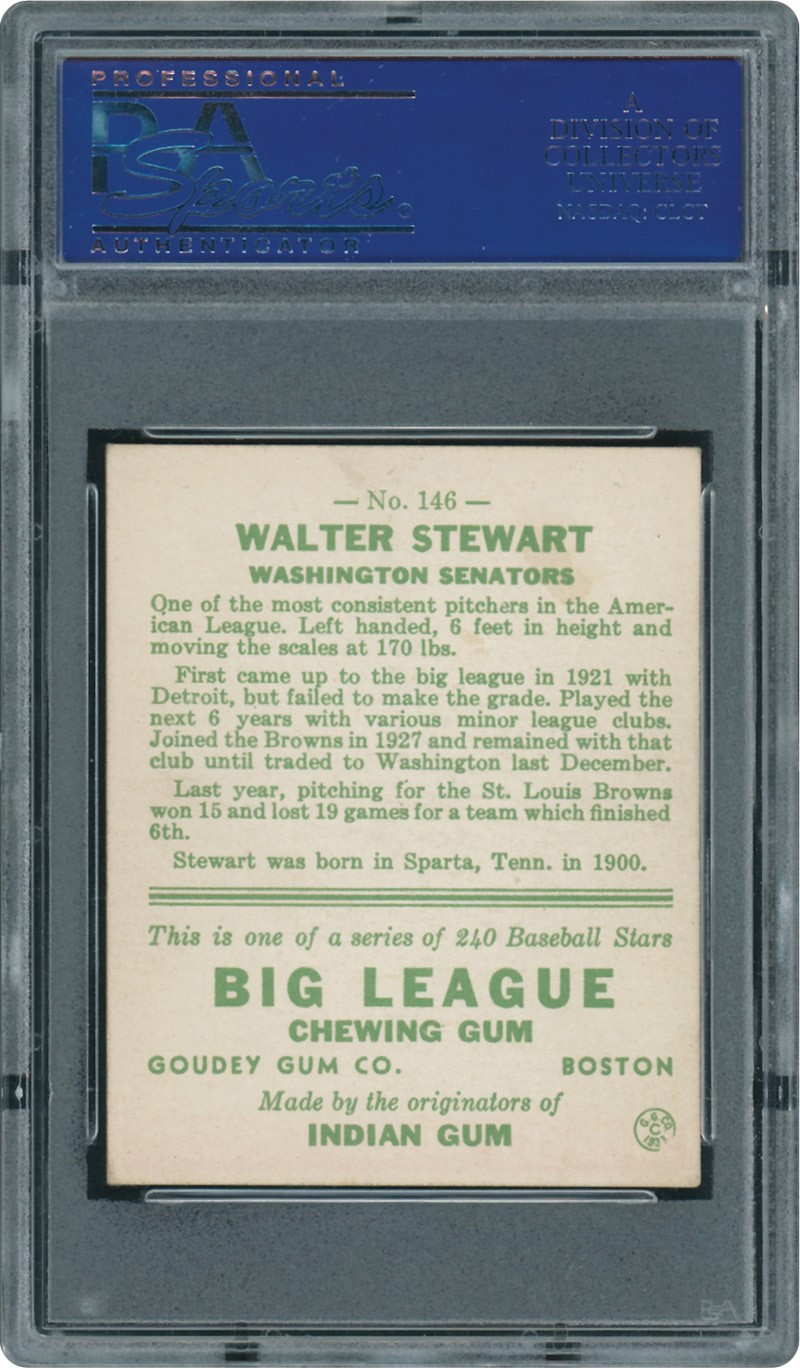 PROFESSIONAL
PSA
Sports
AUTHENTICATOR
A
DIVISION OF
COLLECTORS
UNIVERSE
NASDAQ: CLCT
— No. 146 —
WALTER STEWART
WASHINGTON SENATORS
One of the most consistent pitchers in the Amer-
ican League. Left handed, 6 feet in height and
moving the scales at 170 lbs.
First came up to the big league in 1921 with
Detroit, but failed to make the grade. Played the
next 6 years with various minor league clubs.
Joined the Browns in 1927 and remained with that
club until traded to Washington last December.
Last year, pitching for the St. Louis Browns
won 15 and lost 19 games for a team which finished
6th.
Stewart was born in Sparta, Tenn. in 1900.
This is one of a series of 240 Baseball Stars
BIG LEAGUE
CHEWING GUM
GOUDEY GUM CO. BOSTON
Made by the originators of
INDIAN GUM
G. G. CO.
C
PSA